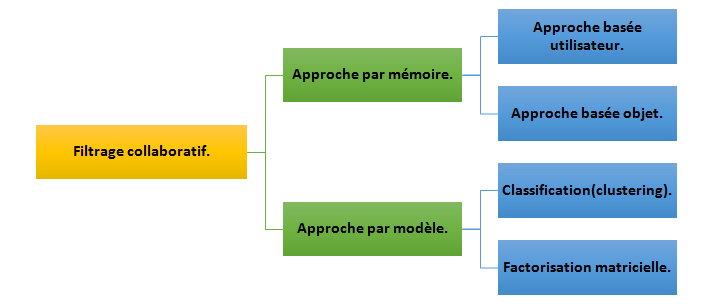 Filtrage collaboratif.
Approche par mémoire.
Approche basée
utilisateur.
Approche basée objet.
Approche par modèle.
Classification(clustering).
Factorisation matricielle.